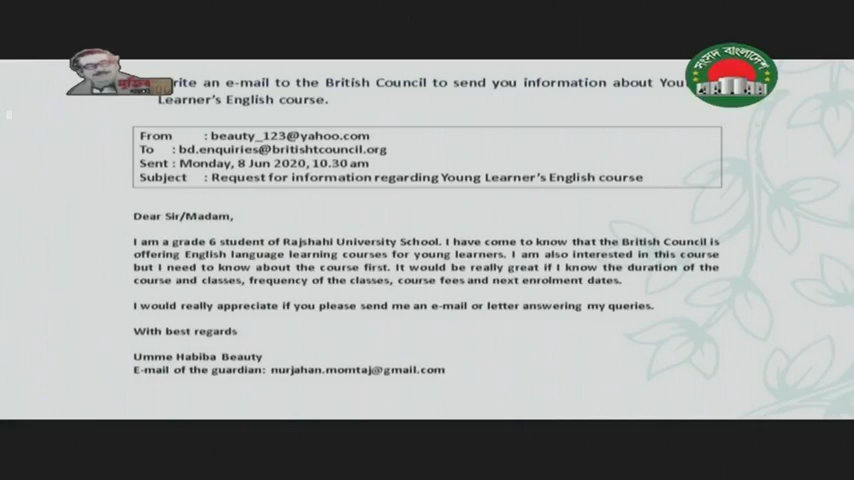 rite an e-mail to the British Council to send you information about You
Learner's English course.
From : beauty_123@yahoo.com
To : bd.enquiries@britishtcouncil.org
Sent : Monday, 8 Jun 2020, 10.30 am
Subject : Request for information regarding Young Learner's English course
Dear Sir/Madam,
I am a grade 6 student of Rajshahi University School. I have come to know that the British Council is
offering English language learning courses for young learners. I am also interested in this course
but I need to know about the course first. It would be really great if I know the duration of the
course and classes, frequency of the classes, course fees and next enrolment dates.
I would really appreciate if you please send me an e-mail or letter answering my queries.
With best regards
Umme Habiba Beauty
E-mail of the guardian: nurjahan.momtaj@gmail.com
সংসদ বাংলাদেশ